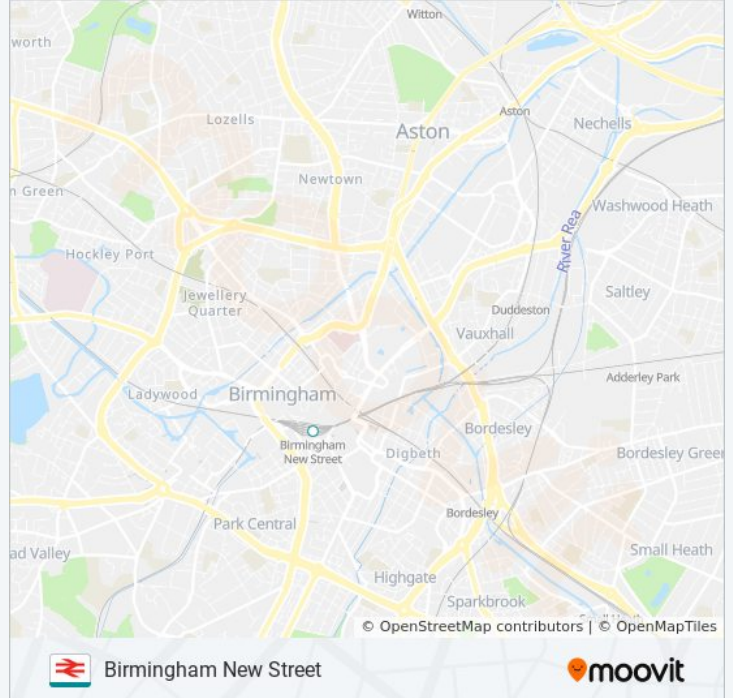 Witton
worth
Lozells
Aston
Aston
Nechells
Newtown
n Green
Washwood Heath
River Rea
Hockley Port
Jewellery
Quarter
Saltley
Duddeston
Vauxhall
Adderley Park
Ladywood
Birmingham
Birmingham
New Street
Digbeth
Bordesley
Bordesley Greer
Bordesley
Park Central
ad Valley
Small Heath
Highgate
Sparkbrook
© OpenStreetMap contributors | © OpenMapTiles
Birmingham New Street
moovit